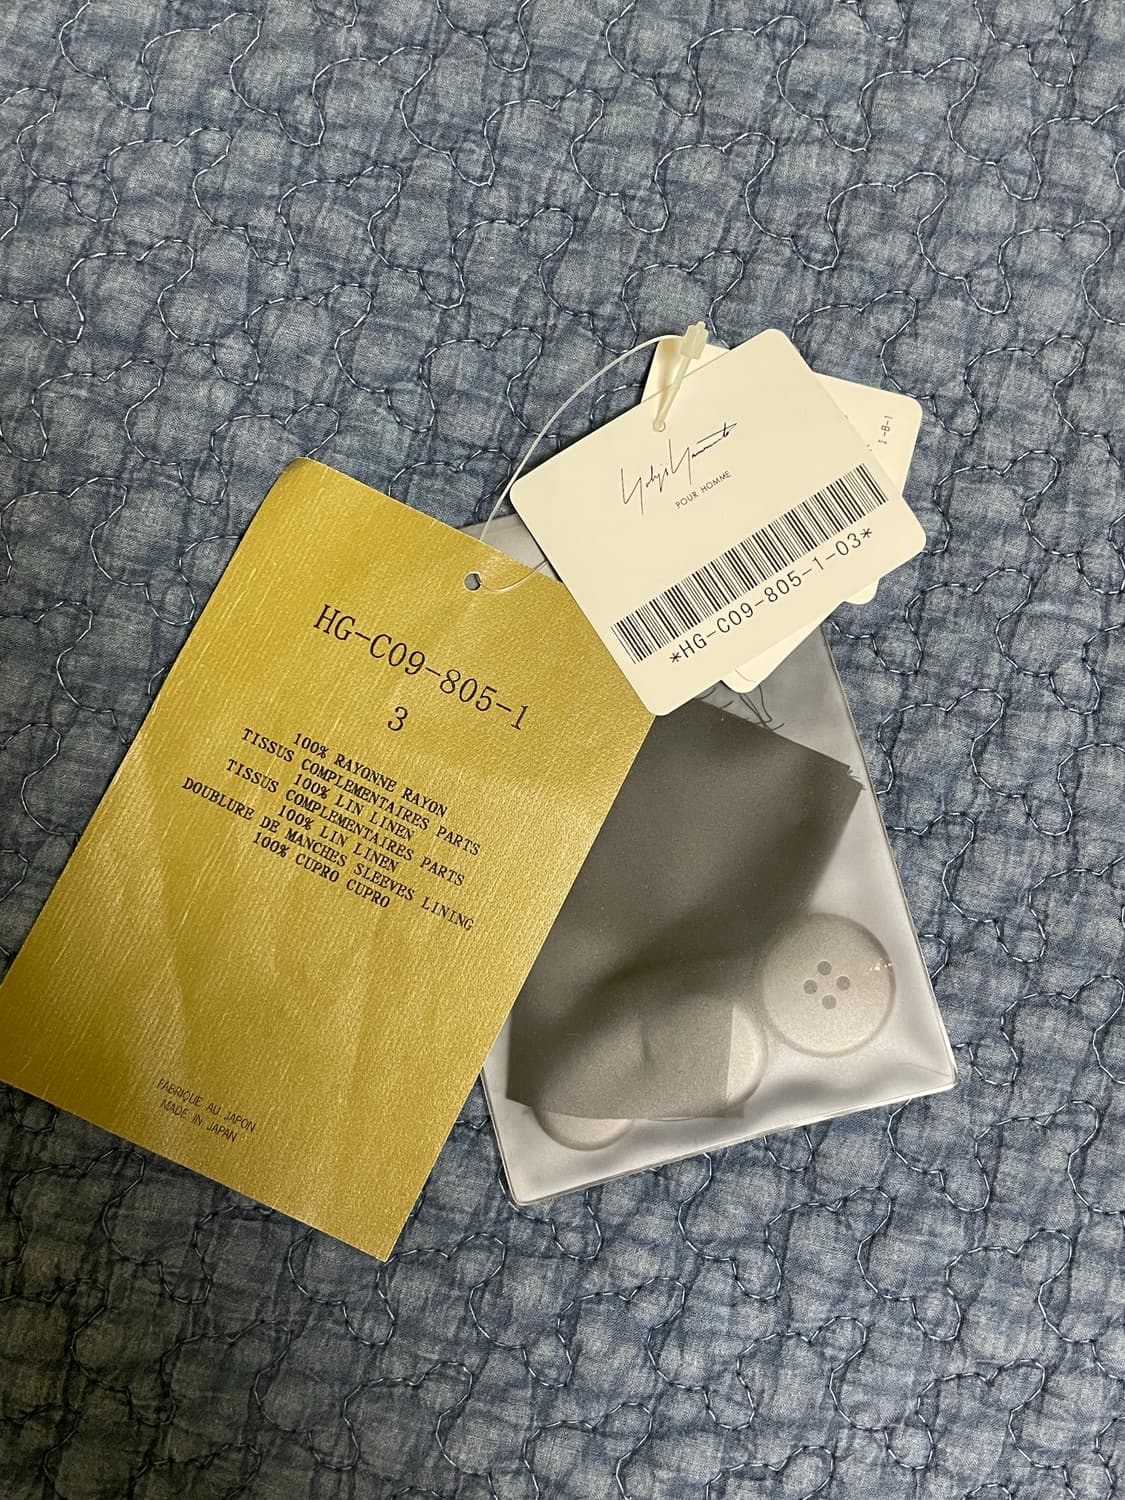 Yohji Yamamoto
POUR HOMME
*HG-C09-805-1-03*
I-B-1
HG-C09-805-1
3
100% RAYONNE RAYON
TISSUS COMPLEMENTAIRES PARTS
100% LIN LINEN
TISSUS COMPLEMENTAIRES PARTS
100% LIN LINEN
DOUBLURE DE MANCHES SLEEVES LINING
100% CUPRO CUPRO
FABRIQUE AU JAPON
MADE IN JAPAN